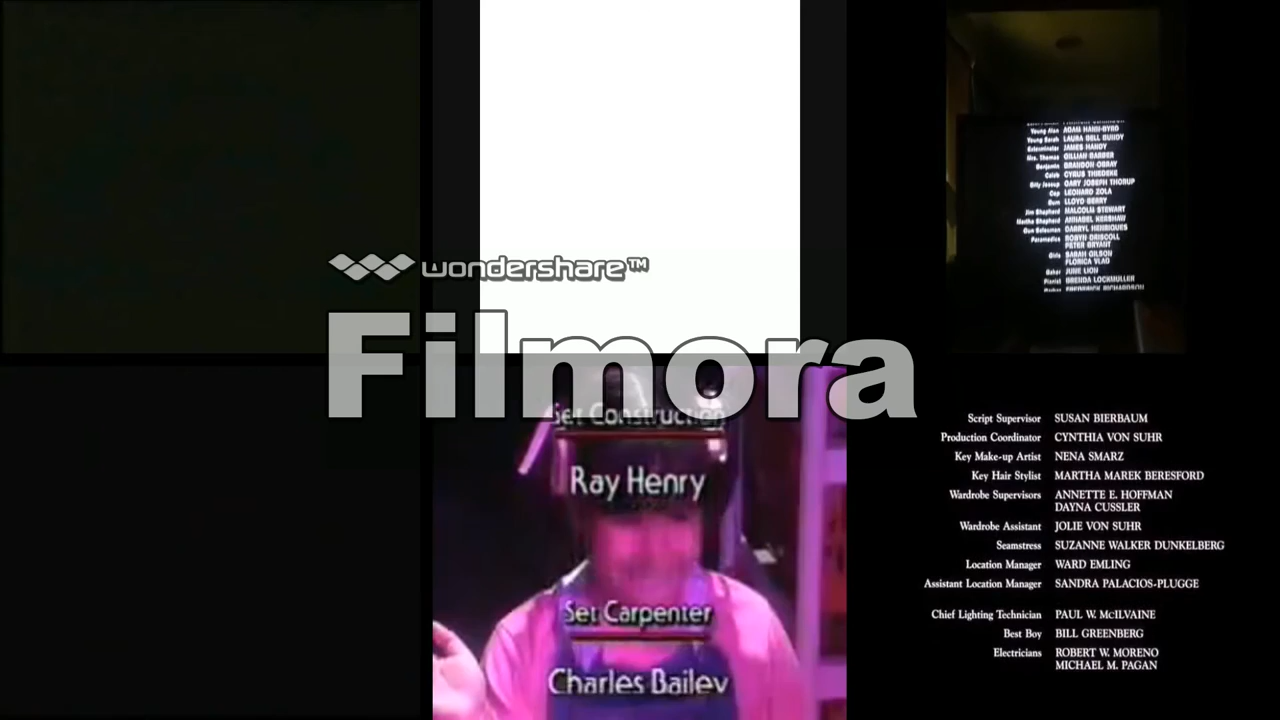 Young Alan ADAM HANN-BYRD
Young Sarah LAURA BELL BUNDY
Exterminator JAMES HANDY
Mrs. Thomas GILLIAN BARBER
Benjamin BRANDON OBRAY
Caleb CYRUS THIEDEKE
Billy Jessup GARY JOSEPH THORUP
Cop LEONARD ZOLA
Bum LLOYD BERRY
Jim Shepherd MALCOLM STEWART
Martha Shepherd ANNABEL KERSHAW
Gun Salesman DARRYL HENRIQUES
Paramedics ROBYN DRISCOLL
PETER BRYANT
Girls SARAH GILSON
FLORICA VLAD
Baker JUNE LION
Pianist BRENDA LOCKMULLER
FREDERICK RICHARDSON
wondershare™
Filmora
Set Construction
Ray Henry
Set Carpenter
Charles Bailey
Script Supervisor SUSAN BIERBAUM
Production Coordinator CYNTHIA VON SUHR
Key Make-up Artist NENA SMARZ
Key Hair Stylist MARTHA MAREK BERESFORD
Wardrobe Supervisors ANNETTE E. HOFFMAN
DAYNA CUSSLER
Wardrobe Assistant JOLIE VON SUHR
Seamstress SUZANNE WALKER DUNKELBERG
Location Manager WARD EMLING
Assistant Location Manager SANDRA PALACIOS-PLUGGE
Chief Lighting Technician PAUL W. McILVAINE
Best Boy BILL GREENBERG
Electricians ROBERT W. MORENO
MICHAEL M. PAGAN